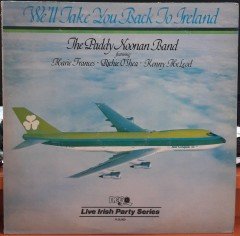 We'll Take You Back To Ireland
The Paddy Noonan Band
featuring
Marie Frances - Richie O'Shea - Kenny McLeod
Live Irish Party Series